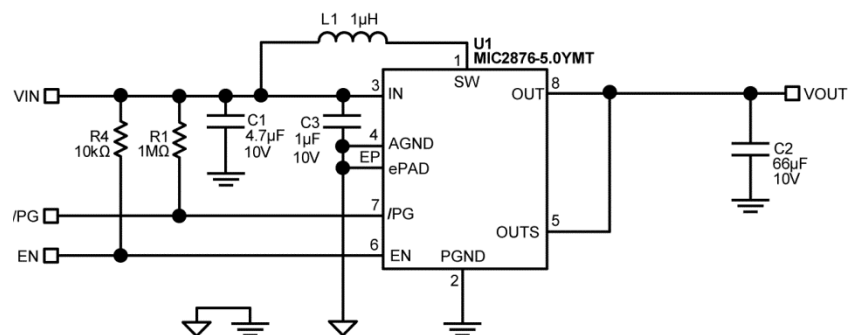 L1 1µH
U1
MIC2876-5.0YMT
1
SW
VIN
3
IN
8
OUT
VOUT
R4
10kΩ
R1
1MΩ
C1
4.7µF
10V
C3
1µF
10V
4
AGND
EP
ePAD
C2
66µF
10V
/PG
7
/PG
5
OUTS
EN
6
EN
PGND
2